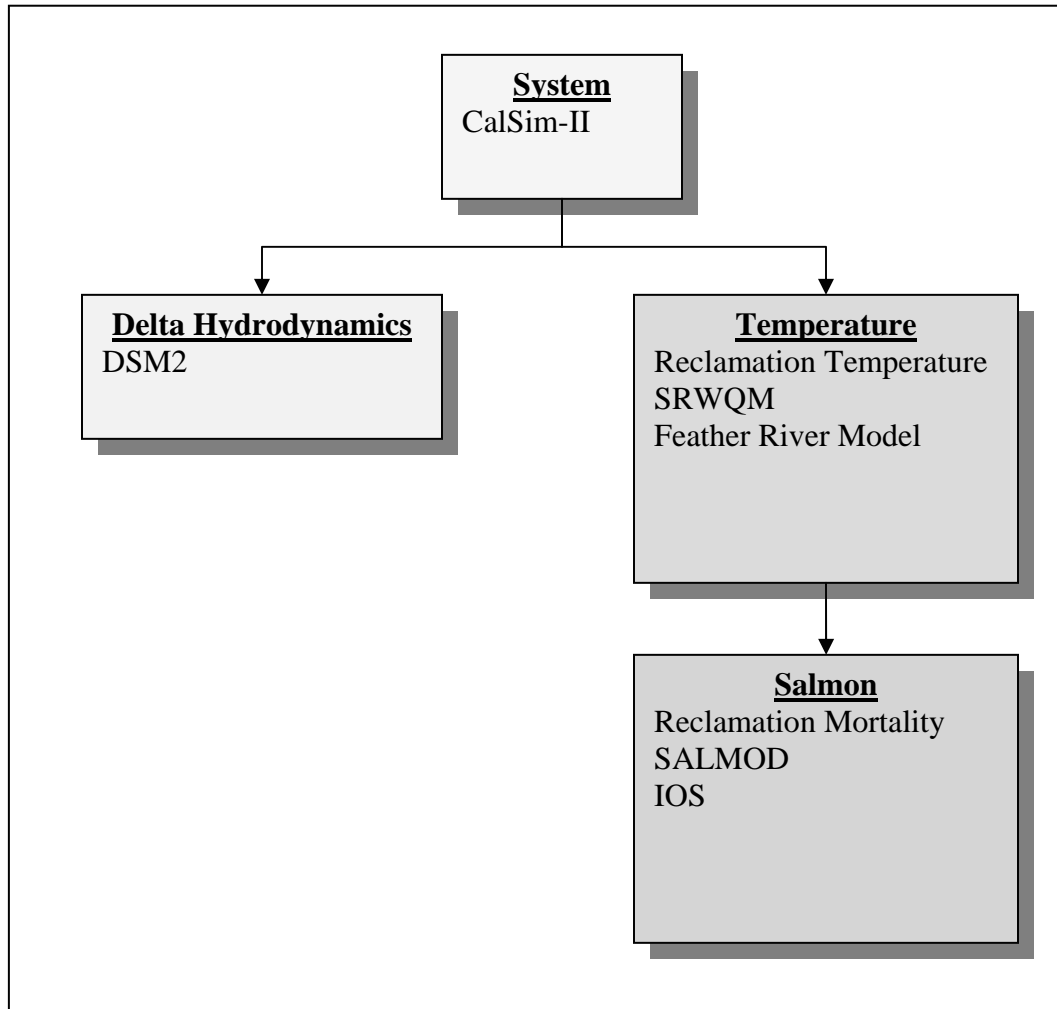 System
CalSim-II
Delta Hydrodynamics
DSM2
Temperature
Reclamation Temperature
SRWQM
Feather River Model
Salmon
Reclamation Mortality
SALMOD
IOS